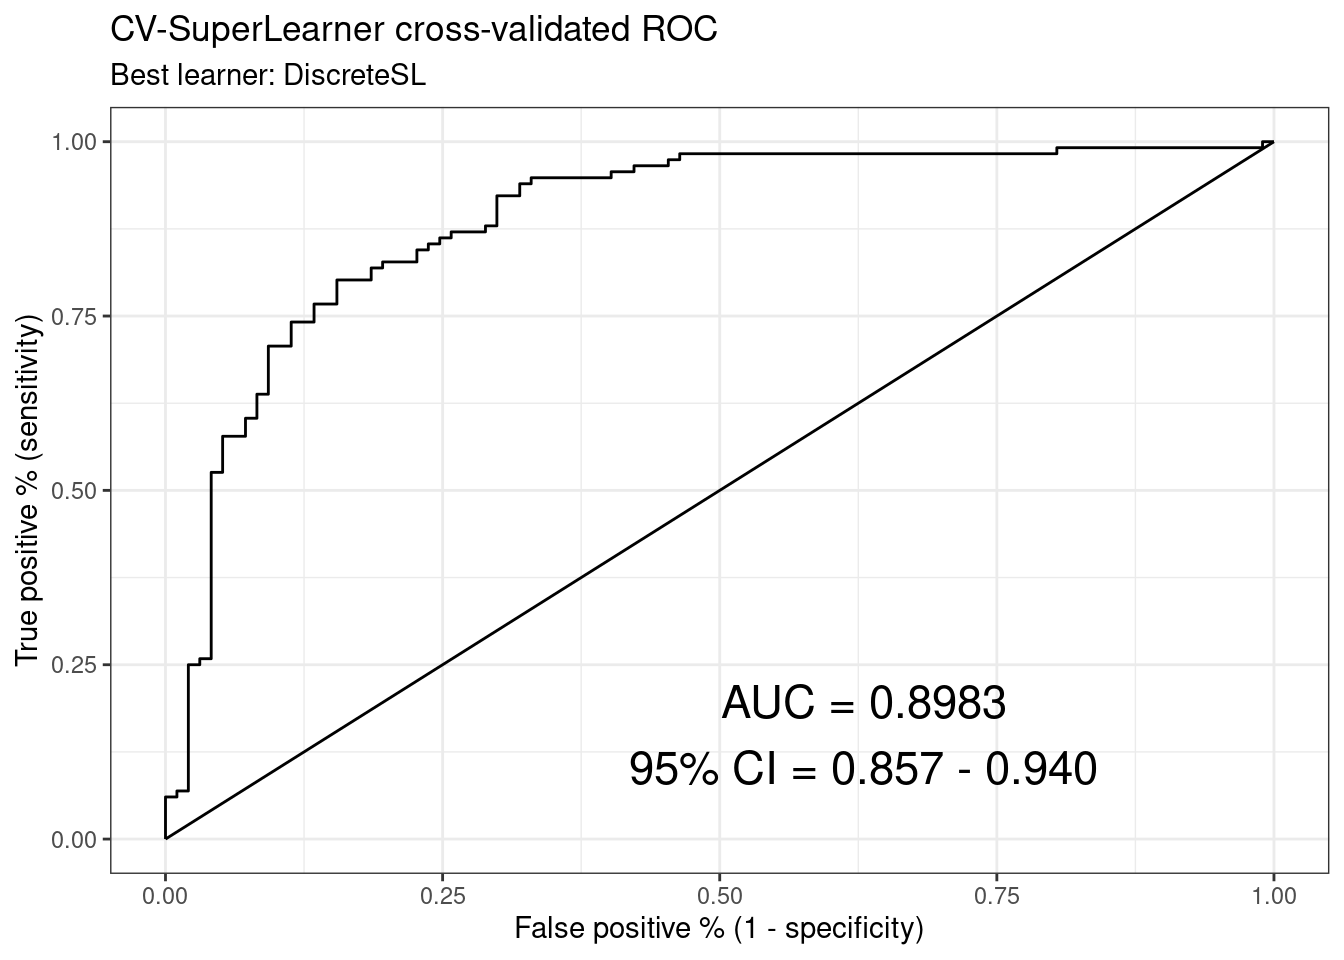 CV-SuperLearner cross-validated ROC
Best learner: DiscreteSL
True positive % (sensitivity)
1.00
0.75
0.50
0.25
0.00
AUC = 0.8983
95% CI = 0.857 - 0.940
0.00 0.25 0.50 0.75 1.00
False positive % (1 - specificity)